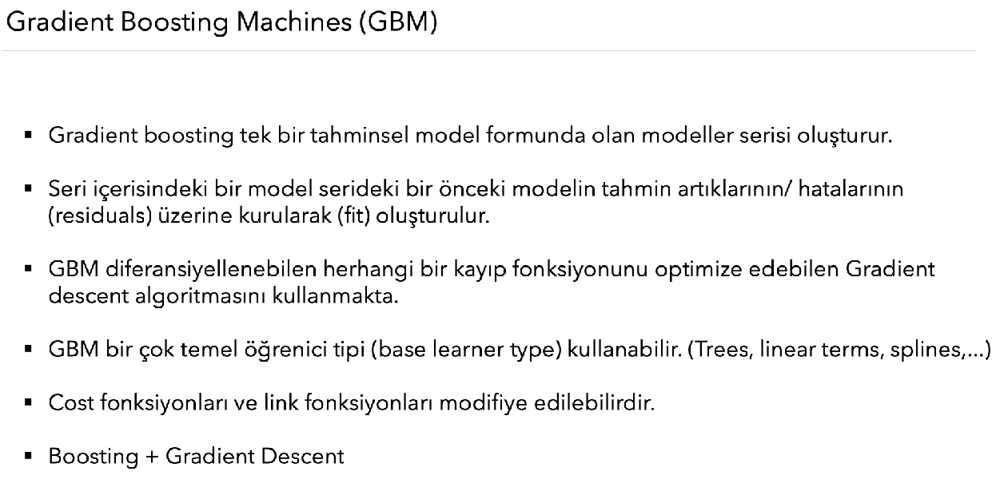 Gradient Boosting Machines (GBM)
▪ Gradient boosting tek bir tahminsel model formunda olan modeller serisi oluşturur.
▪ Seri içerisindeki bir model serideki bir önceki modelin tahmin artıklarının/ hatalarının
(residuals) üzerine kurularak (fit) oluşturulur.
▪ GBM diferansiyellenebilen herhangi bir kayıp fonksiyonunu optimize edebilen Gradient
descent algoritmasını kullanmakta.
▪ GBM bir çok temel öğrenici tipi (base learner type) kullanabilir. (Trees, linear terms, splines,...)
▪ Cost fonksiyonları ve link fonksiyonları modifiye edilebilirdir.
▪ Boosting + Gradient Descent